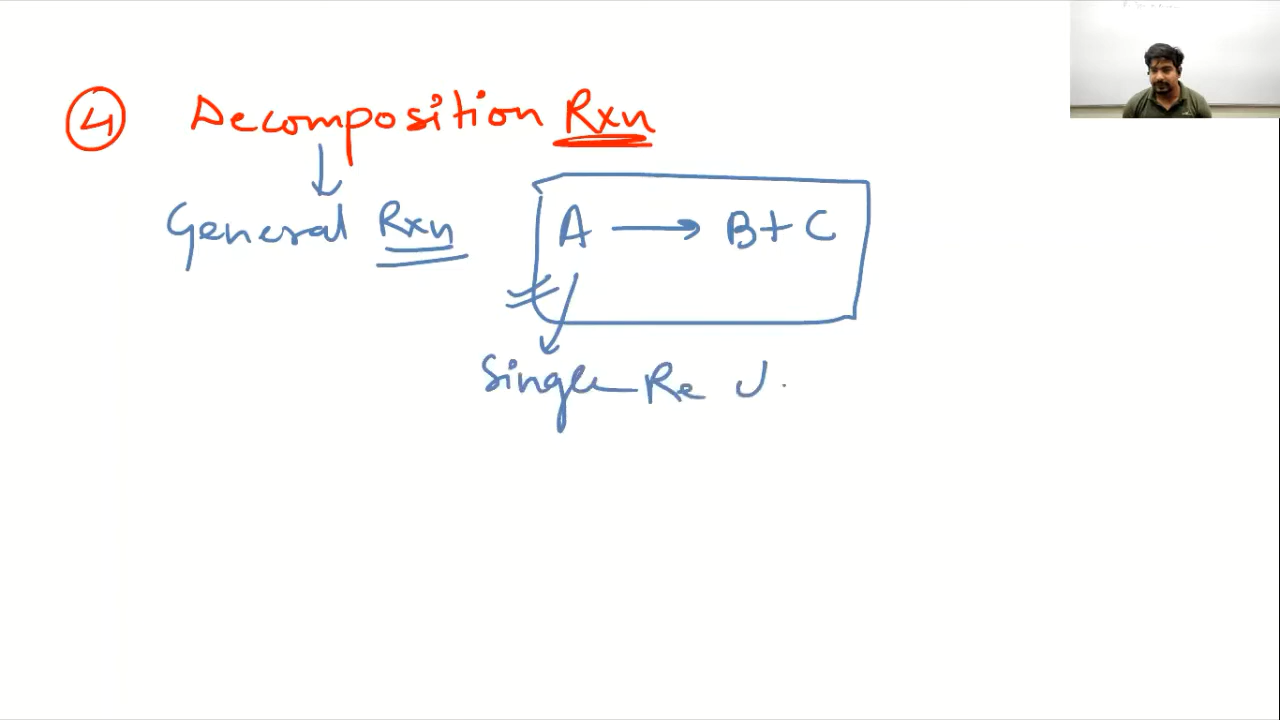 ④ Decomposition Rxn
General Rxn A → B + C
Single Re